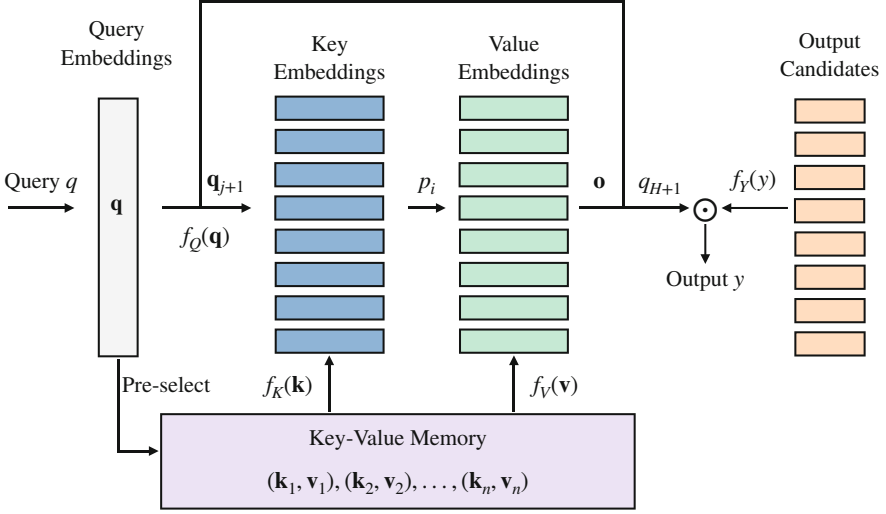 Query
Embeddings
Key
Embeddings
Value
Embeddings
Output
Candidates
Query q
q
q_{j+1}
f_Q(q)
p_i
o
q_{H+1}
f_Y(y)
Output y
Pre-select
f_K(k)
f_V(v)
Key-Value Memory
(k_1, v_1), (k_2, v_2), . . . , (k_n, v_n)